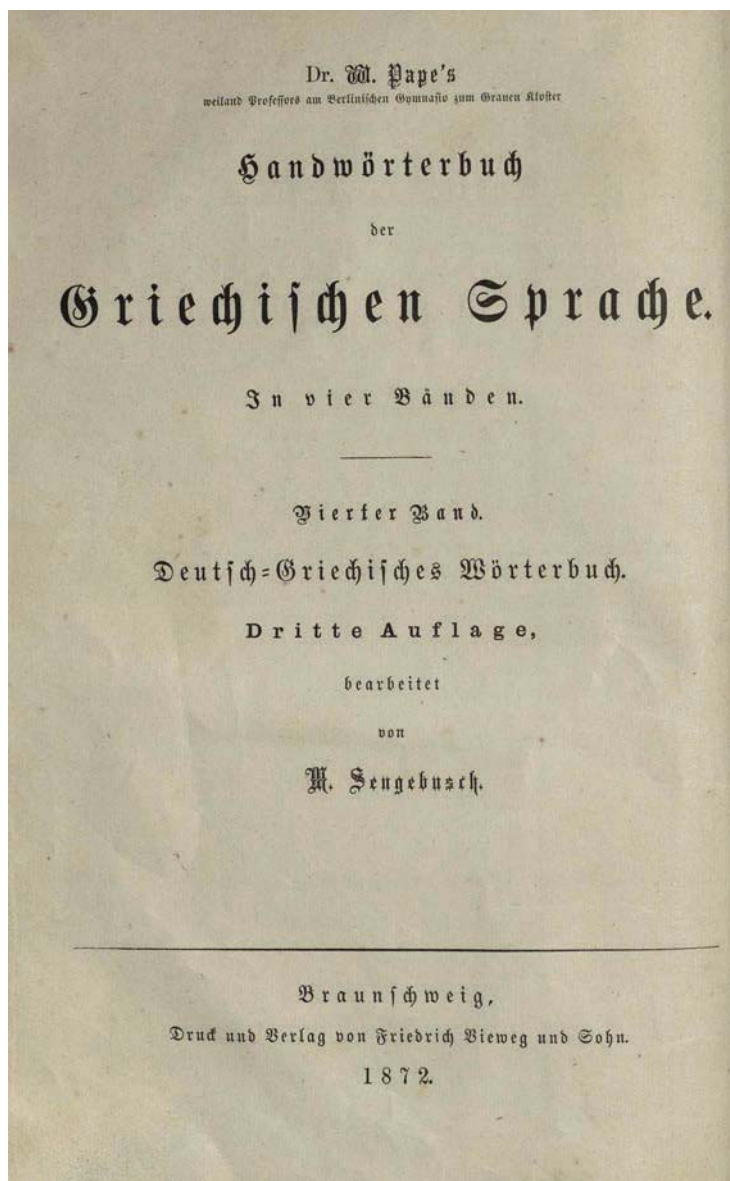 Dr. W. Pape's
weiland Professors am Berlinischen Gymnasio zum Grauen Kloster
Handwörterbuch
der
Griechischen Sprache.
In vier Bänden.
Vierter Band.
Deutsch=Griechisches Wörterbuch.
Dritte Auflage,
bearbeitet
von
M. Sengebusch.
Braunschweig,
Druck und Verlag von Friedrich Vieweg und Sohn.
1872.